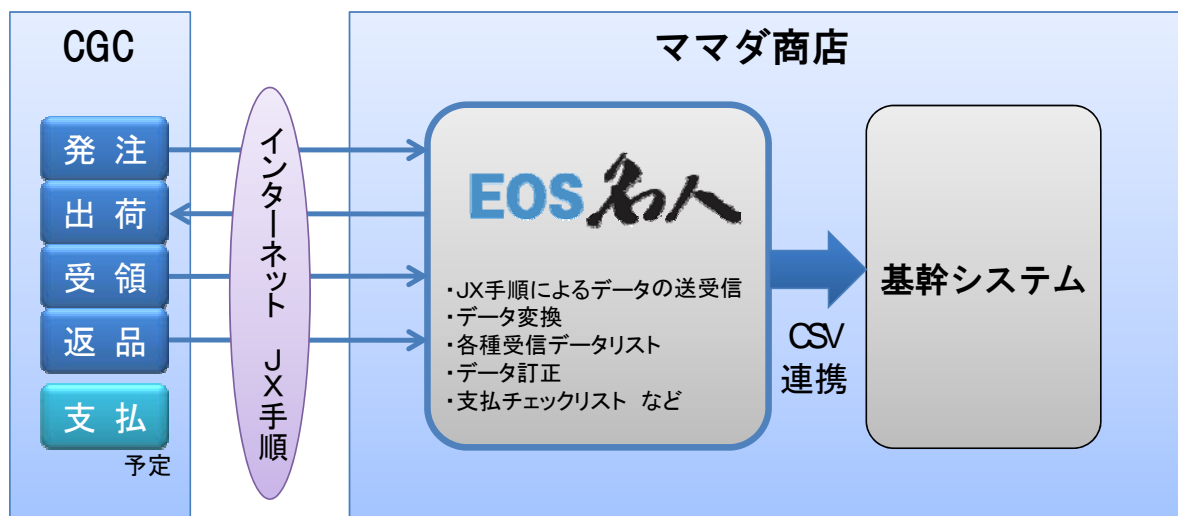 CGC
発注
出荷
受領
返品
支払
予定
インターネット JX手順
ママダ商店
EOS名人
・JX手順によるデータの送受信
・データ変換
・各種受信データリスト
・データ訂正
・支払チェックリスト など
CSV
連携
基幹システム